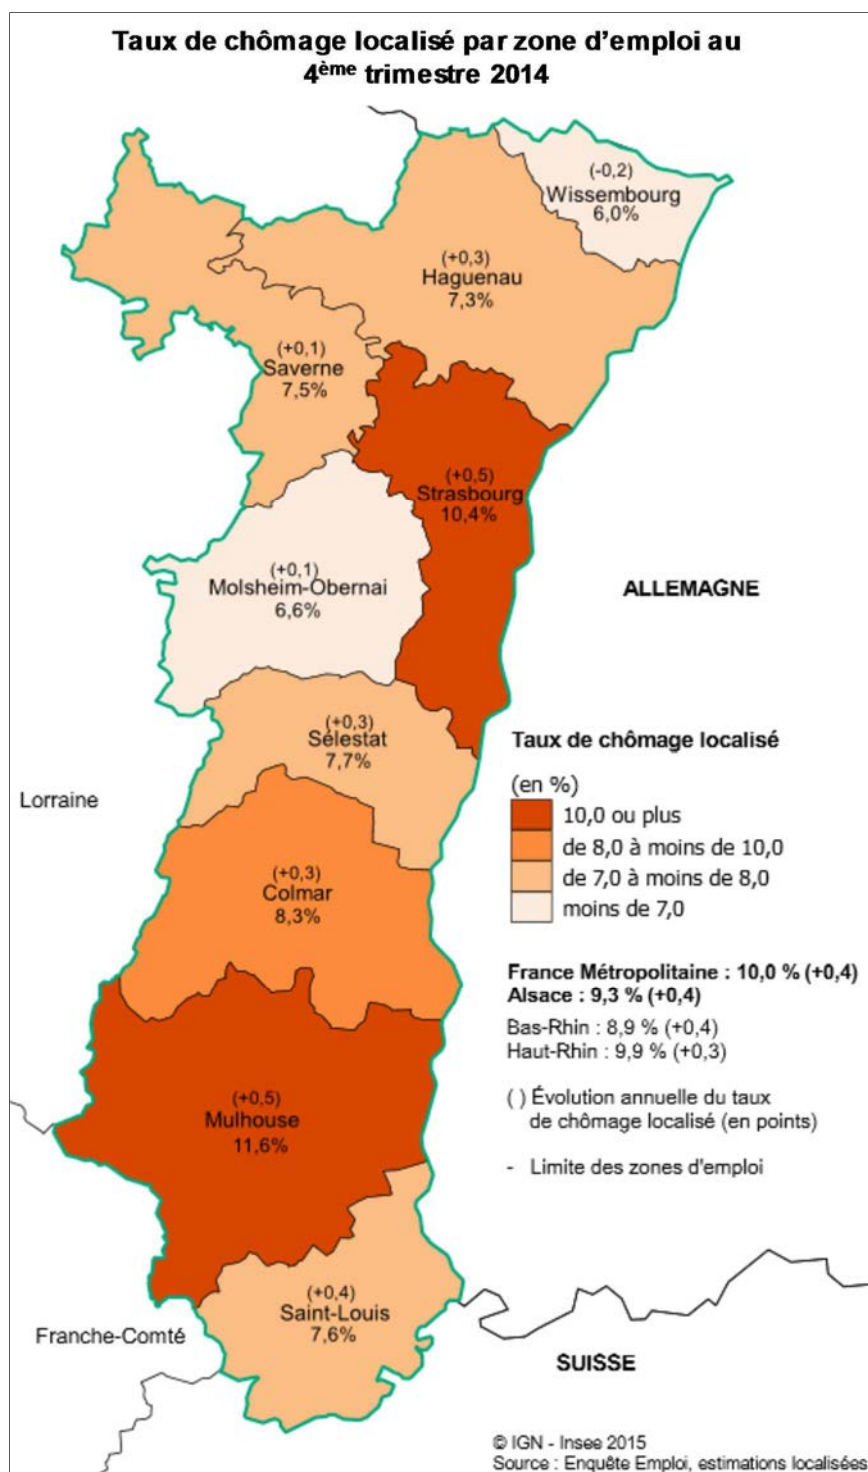 Taux de chômage localisé par zone d’emploi au
4ème trimestre 2014
(-0,2)
Wissembourg
6,0%
(+0,3)
Haguenau
7,3%
(+0,1)
Saverne
7,5%
(+0,5)
Strasbourg
10,4%
(+0,1)
Molsheim-Obernai
6,6%
ALLEMAGNE
(+0,3)
Sélestat
7,7%
Lorraine
(+0,3)
Colmar
8,3%
(+0,5)
Mulhouse
11,6%
(+0,4)
Saint-Louis
7,6%
Franche-Comté
SUISSE
Taux de chômage localisé
(en %)
10,0 ou plus
de 8,0 à moins de 10,0
de 7,0 à moins de 8,0
moins de 7,0
France Métropolitaine : 10,0 % (+0,4)
Alsace : 9,3 % (+0,4)
Bas-Rhin : 8,9 % (+0,4)
Haut-Rhin : 9,9 % (+0,3)
( ) Évolution annuelle du taux
de chômage localisé (en points)
- Limite des zones d'emploi
© IGN - Insee 2015
Source : Enquête Emploi, estimations localisées